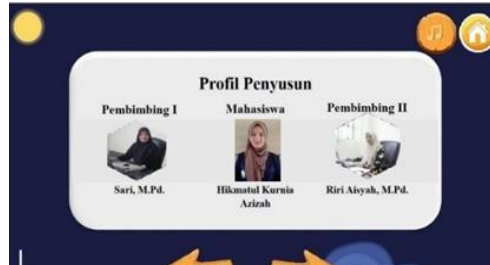 Profil Penyusun
Pembimbing I
Mahasiswa
Pembimbing II
Sari, M.Pd.
Hikmatul Kurnia
Azizah
Riri Aisyah, M.Pd.